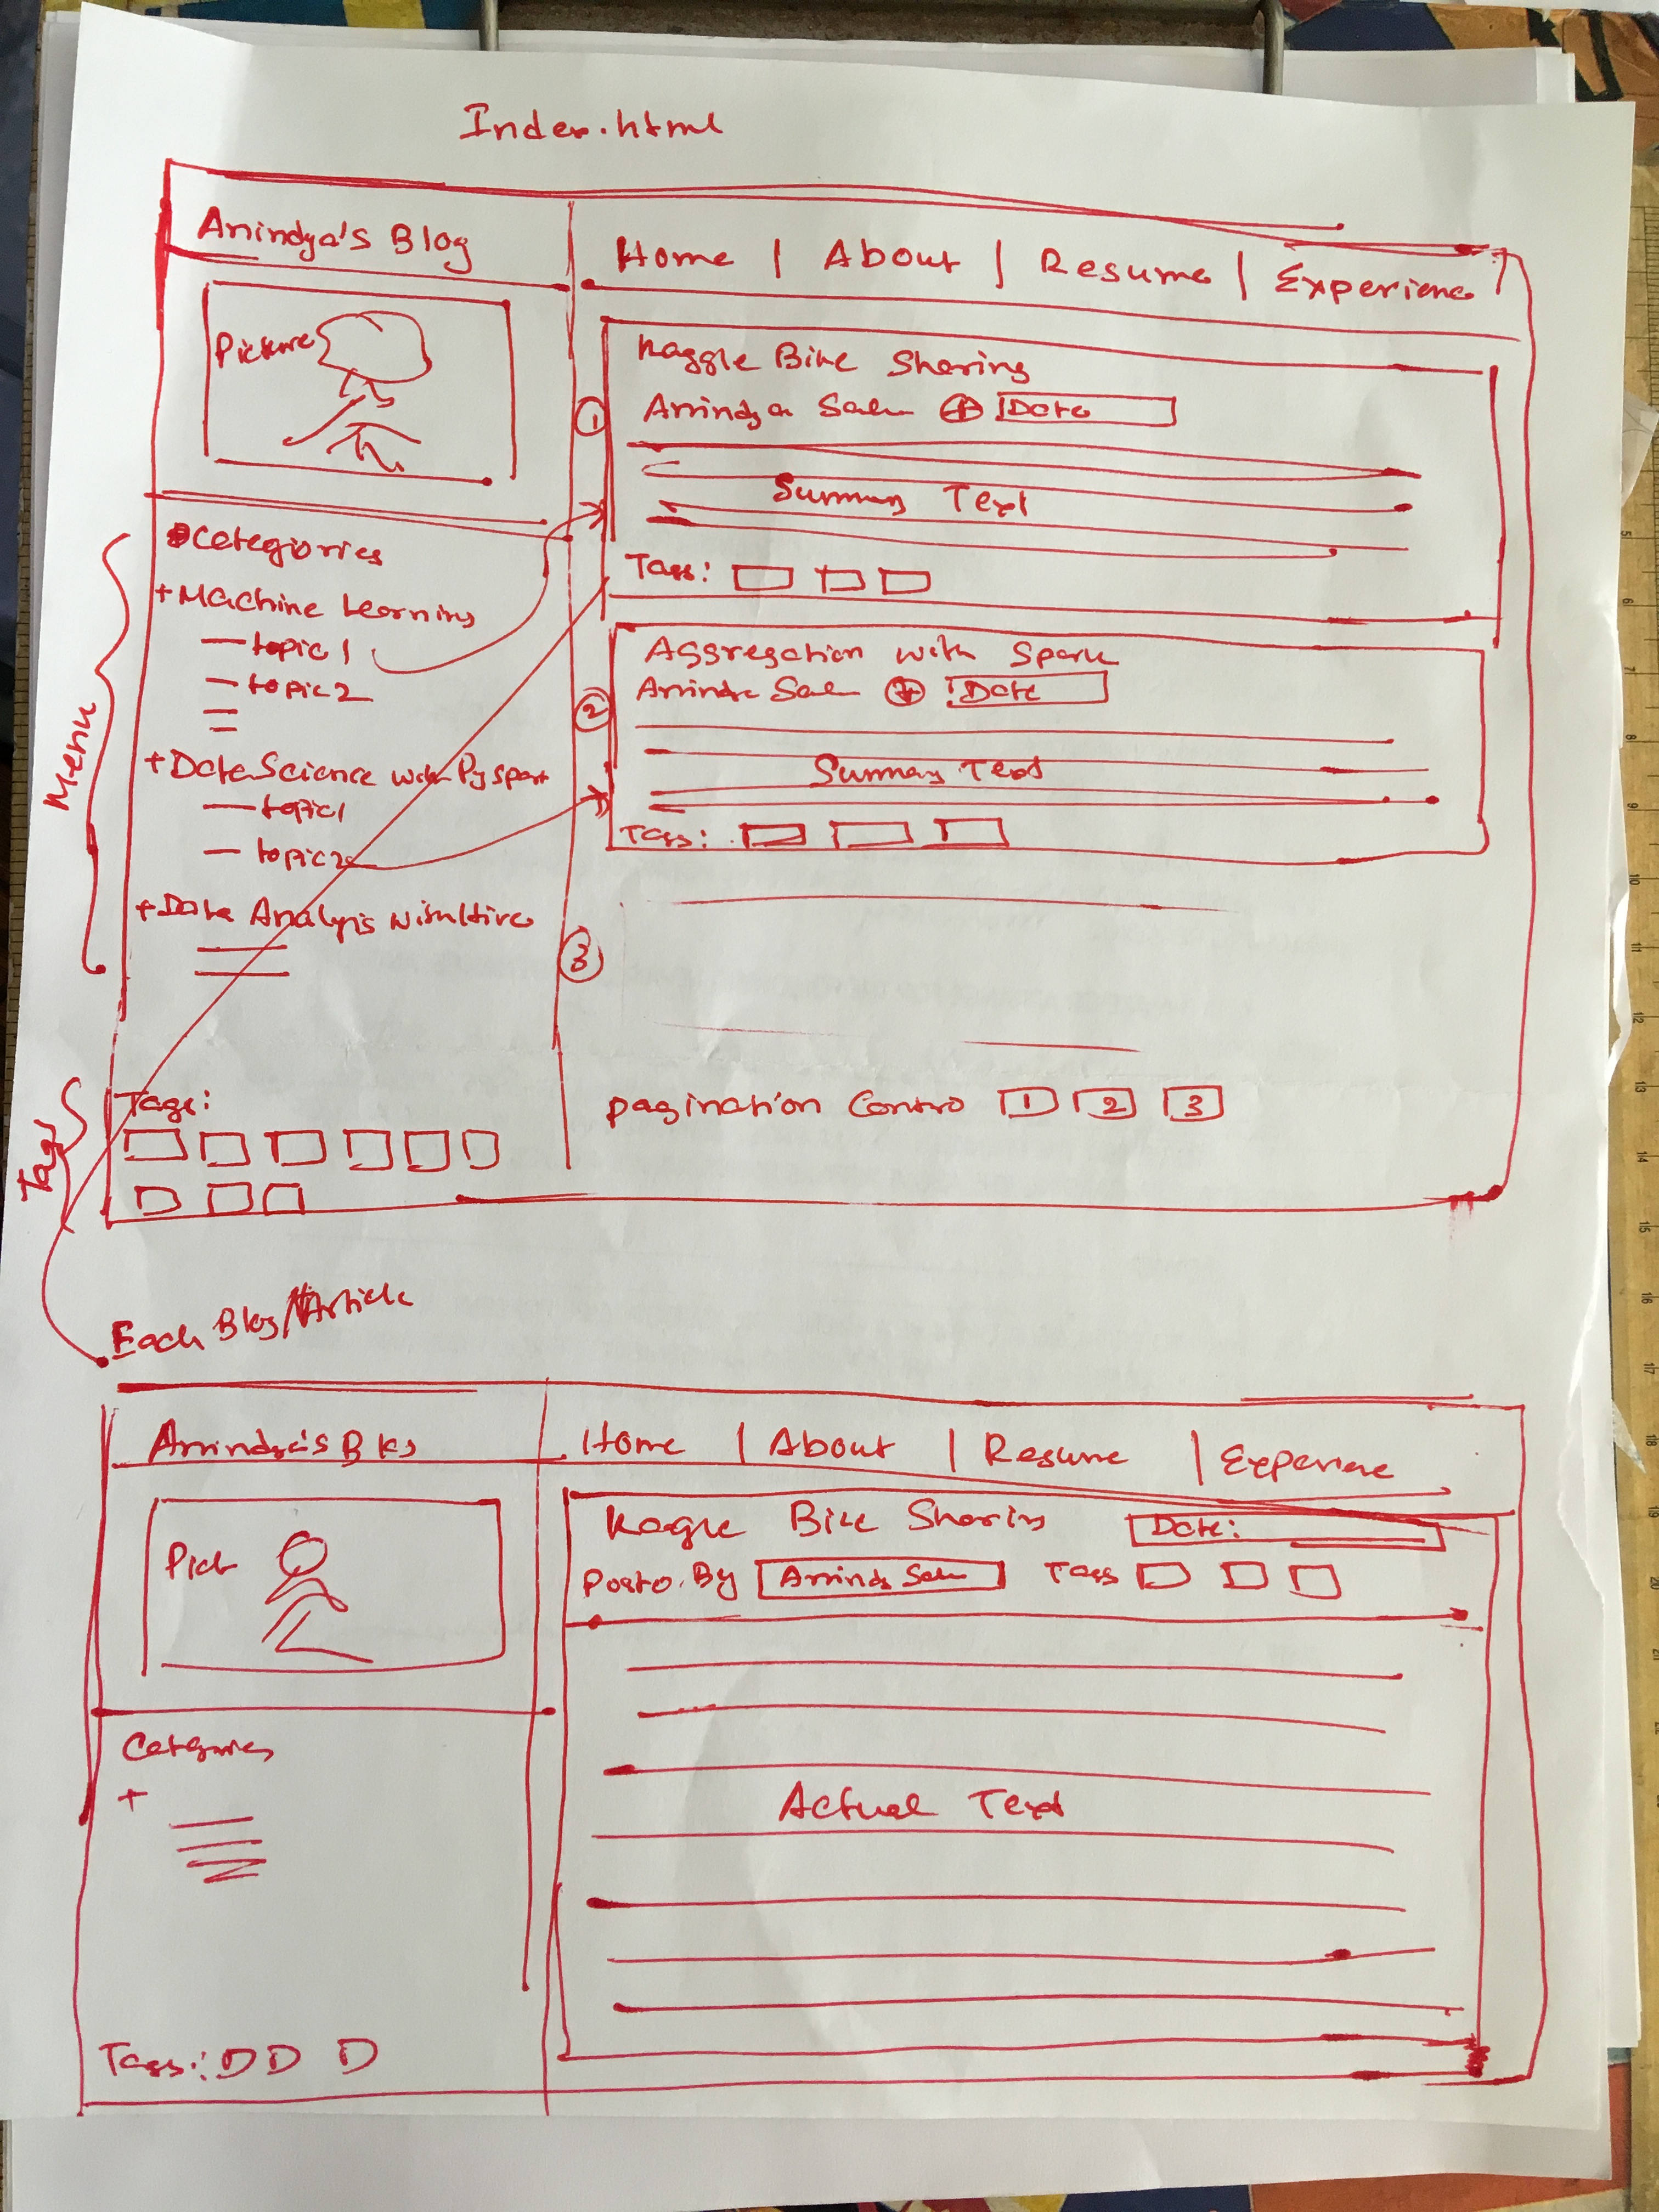 Index.html
Anindya's Blog
Home | About | Resume | Experience |
Picture
Menu
Categories
+ Machine Learning
— topic 1
— topic 2
+ Data Science with Pyspark
— topic 1
— topic 2
+ Data Analysis with Hive
Tags
Tags:
①
Kaggle Bike Sharing
Anindya Saha + Date
Summary Text
Tags:
②
Aggregation with Spark
Anindya Saha + : Date
Summary Text
Tags:
③
pagination Control 1 2 3
Each Blog / Article
Anindya's Blog
Home | About | Resume | Experience
Pict
Categories
+
Tags:
Kaggle Bike Sharing Date:
Posted By Anindya Saha Tags
Actual Text